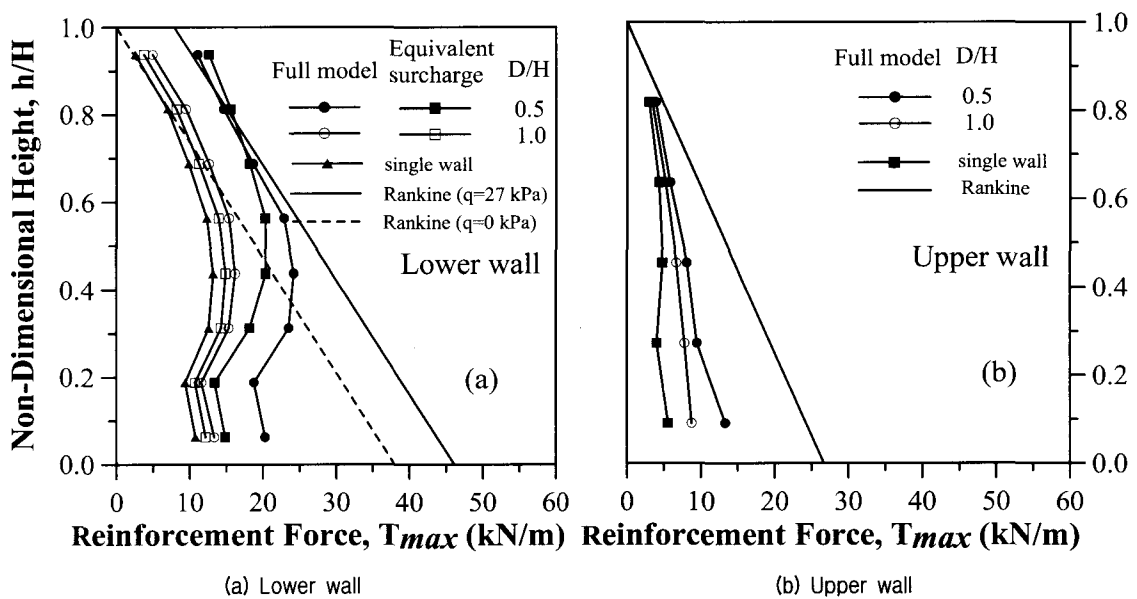 Non-Dimensional Height, h/H
1.0
0.8
0.6
0.4
0.2
0.0
Full model Equivalent surcharge D/H
0.5
1.0
single wall
Rankine (q=27 kPa)
Rankine (q=0 kPa)
Lower wall
(a)
0 10 20 30 40 50 60
Reinforcement Force, Tmax (kN/m)
(a) Lower wall
Full model D/H
0.5
1.0
single wall
Rankine
Upper wall
(b)
1.0
0.8
0.6
0.4
0.2
0.0
0 10 20 30 40 50 60
Reinforcement Force, Tmax (kN/m)
(b) Upper wall